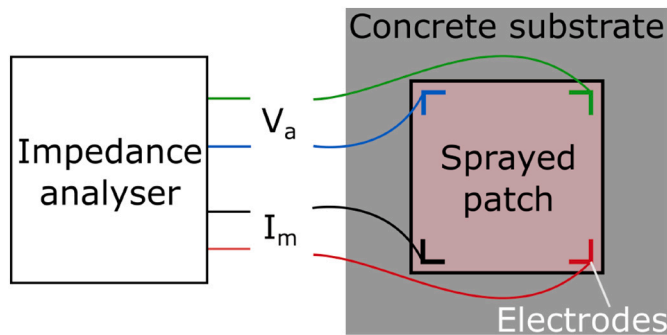 Concrete substrate
Impedance
analyser
Vₐ
Iₘ
Sprayed
patch
Electrodes